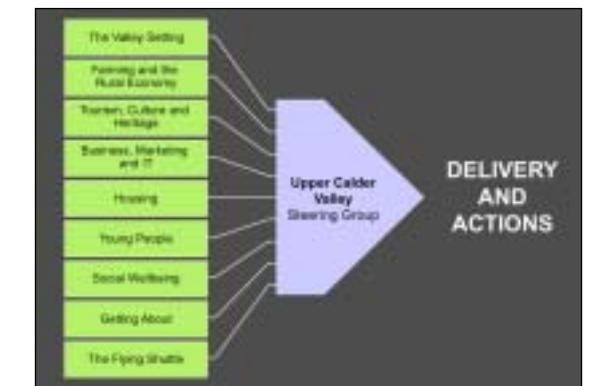 The Valley Setting
Farming and the
Rural Economy
Tourism, Culture and
Heritage
Business, Marketing
and IT
Housing
Young People
Social Wellbeing
Getting About
The Flying Shuttle
Upper Calder
Valley
Steering Group
DELIVERY
AND
ACTIONS